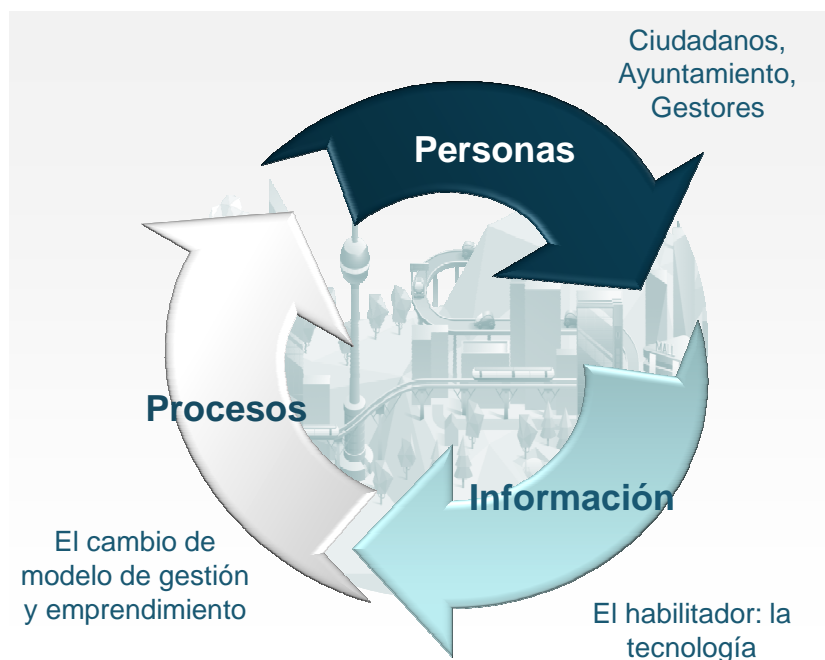 Ciudadanos,
Ayuntamiento,
Gestores
Personas
Procesos
Información
El cambio de
modelo de gestión
y emprendimiento
El habilitador: la
tecnología